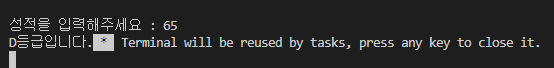 성적을 입력해주세요 : 65
D등급입니다. * Terminal will be reused by tasks, press any key to close it.